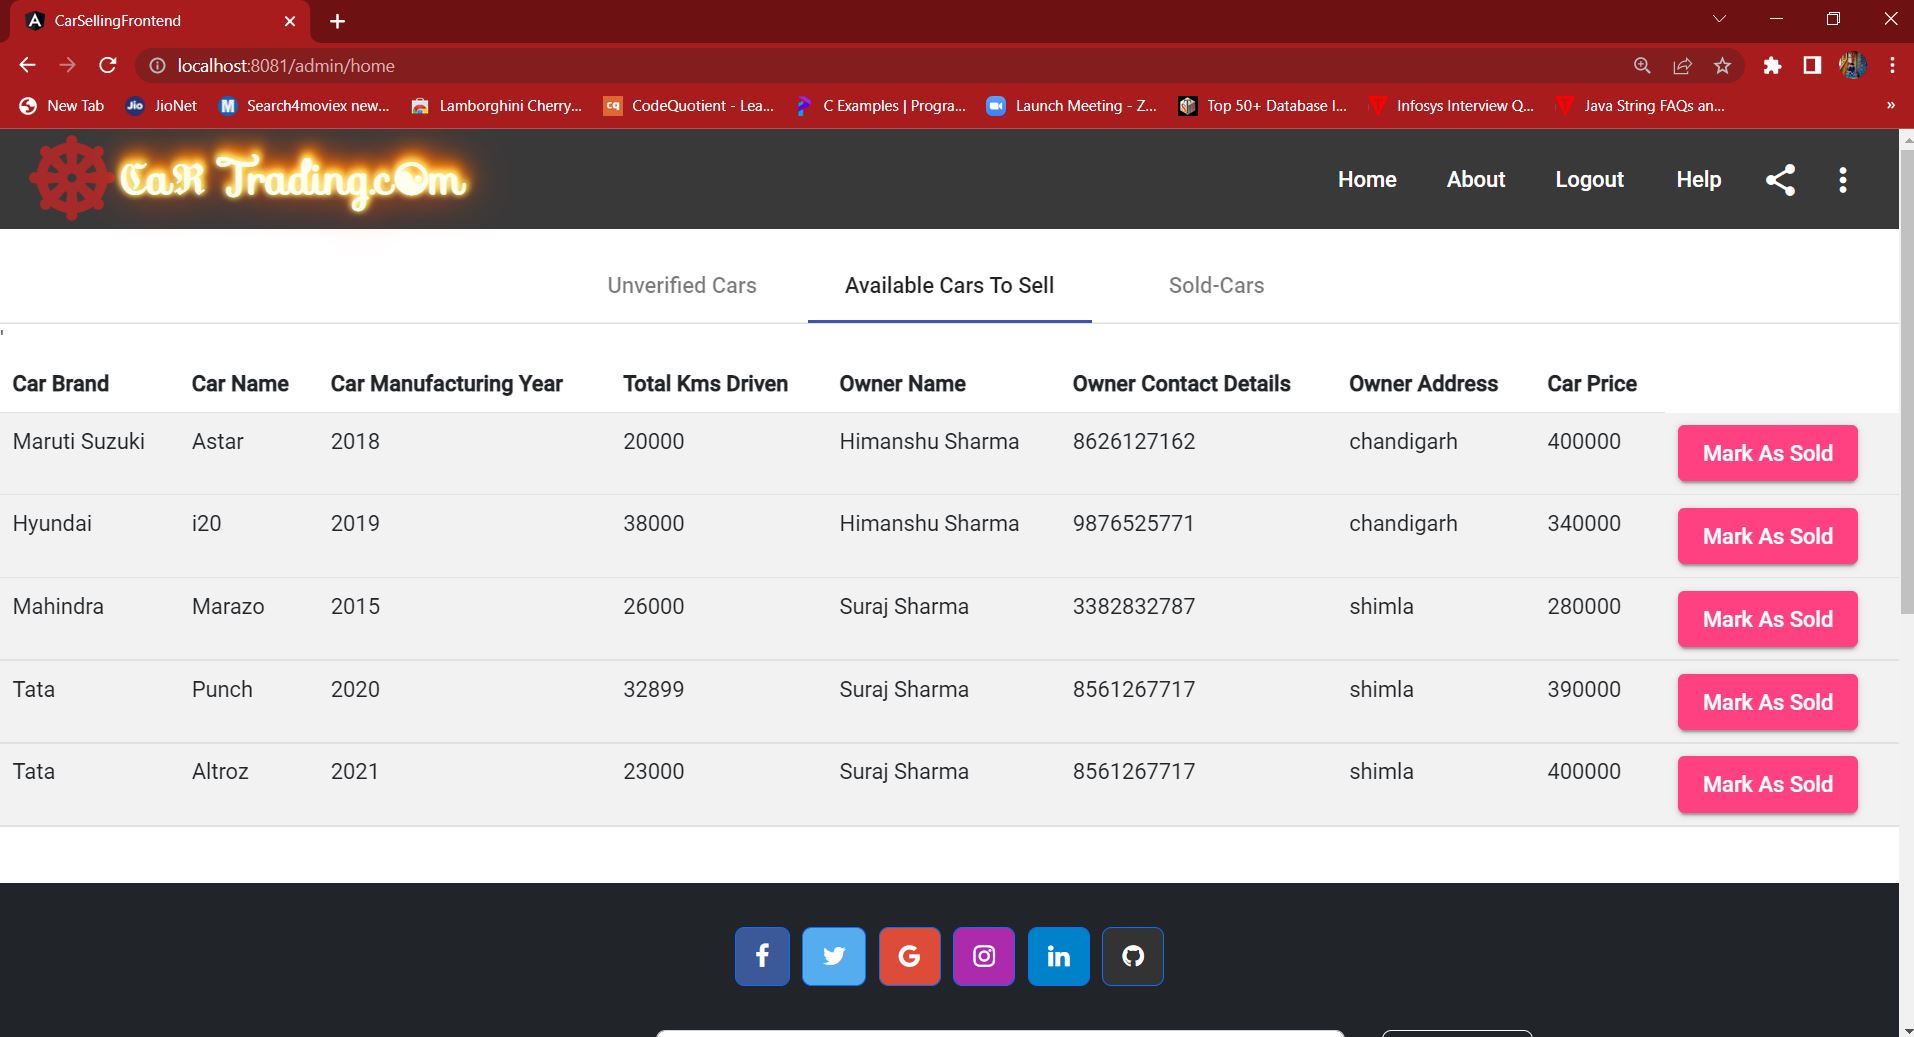 CarSellingFrontend
localhost:8081/admin/home
New Tab JioNet Search4moviex new... Lamborghini Cherry... CodeQuotient - Lea... C Examples | Progra... Launch Meeting - Z... Top 50+ Database I... Infosys Interview Q... Java String FAQs an... »
CaR Trading.com Home About Logout Help
Unverified Cars Available Cars To Sell Sold-Cars
'
Car Brand Car Name Car Manufacturing Year Total Kms Driven Owner Name Owner Contact Details Owner Address Car Price
Maruti Suzuki Astar 2018 20000 Himanshu Sharma 8626127162 chandigarh 400000 Mark As Sold
Hyundai i20 2019 38000 Himanshu Sharma 9876525771 chandigarh 340000 Mark As Sold
Mahindra Marazo 2015 26000 Suraj Sharma 3382832787 shimla 280000 Mark As Sold
Tata Punch 2020 32899 Suraj Sharma 8561267717 shimla 390000 Mark As Sold
Tata Altroz 2021 23000 Suraj Sharma 8561267717 shimla 400000 Mark As Sold